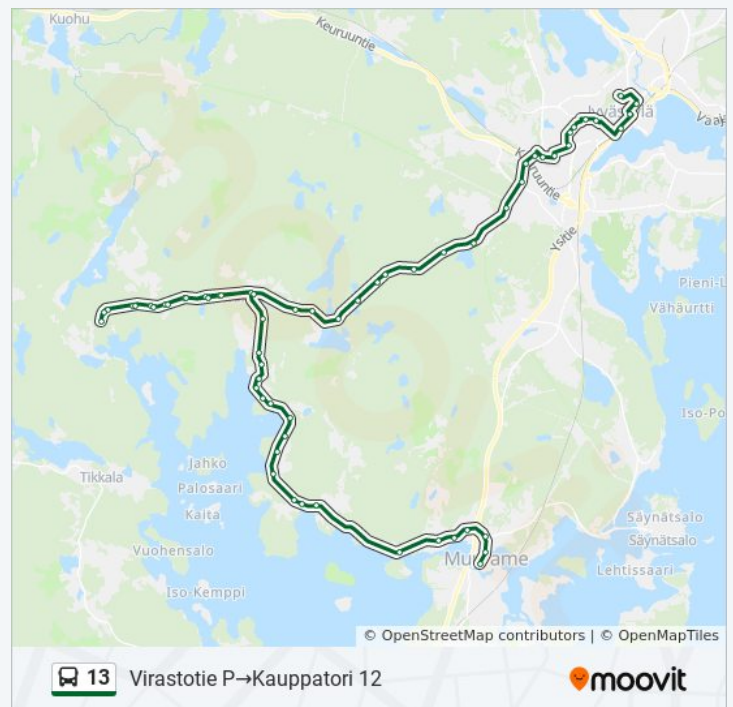 Kuohu
Keuruuntie
Jyväskylä
Vaaj
Keuruuntie
Ysitie
Pieni-L
Vähäurtti
Iso-Po
Jahko
Tikkala
Palosaari
Kaita
Säynätsalo
Säynätsalo
Vuohensalo
Muurame
Lehtissaari
Iso-Kemppi
© OpenStreetMap contributors | © OpenMapTiles
13 Virastotie P→Kauppatori 12
moovit